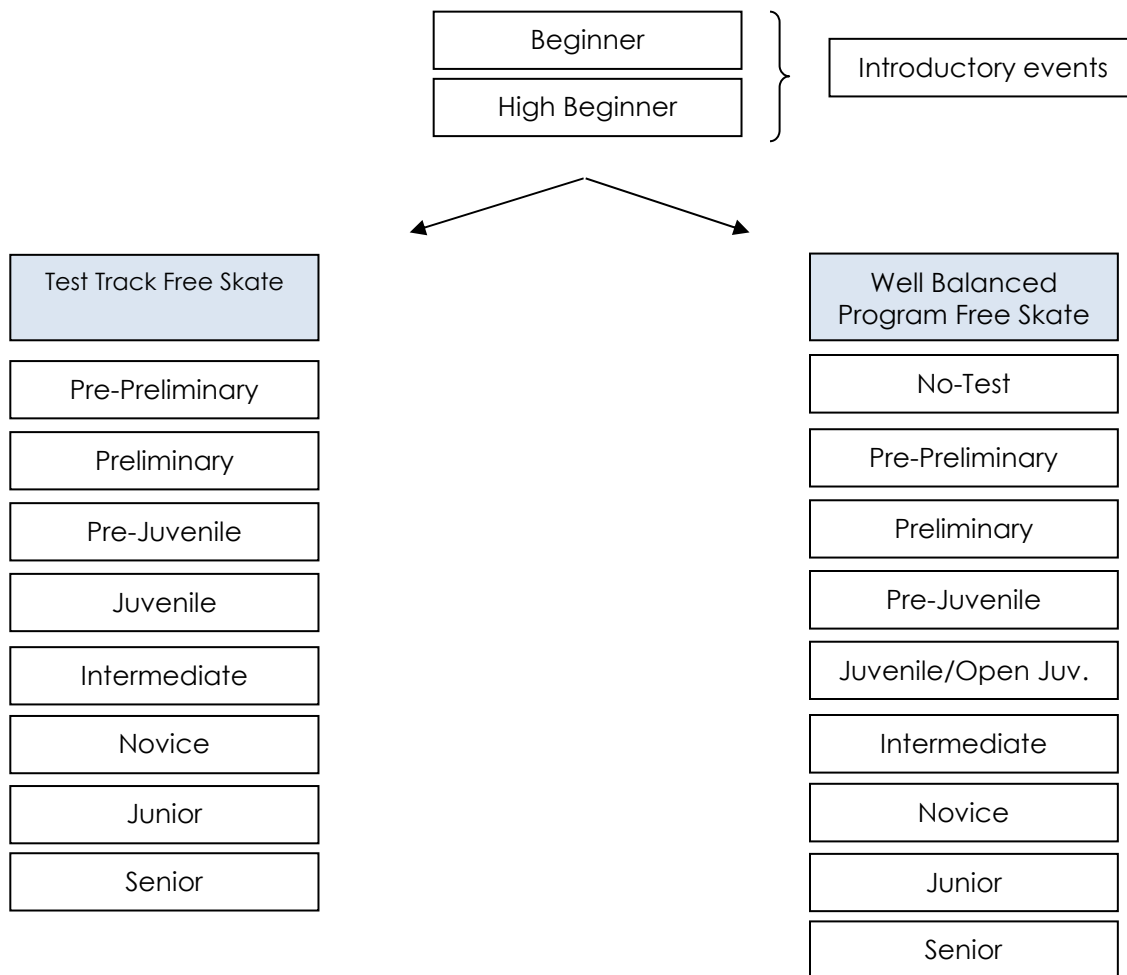 Beginner
High Beginner
Introductory events
Test Track Free Skate
Pre-Preliminary
Preliminary
Pre-Juvenile
Juvenile
Intermediate
Novice
Junior
Senior
Well Balanced
Program Free Skate
No-Test
Pre-Preliminary
Preliminary
Pre-Juvenile
Juvenile/Open Juv.
Intermediate
Novice
Junior
Senior